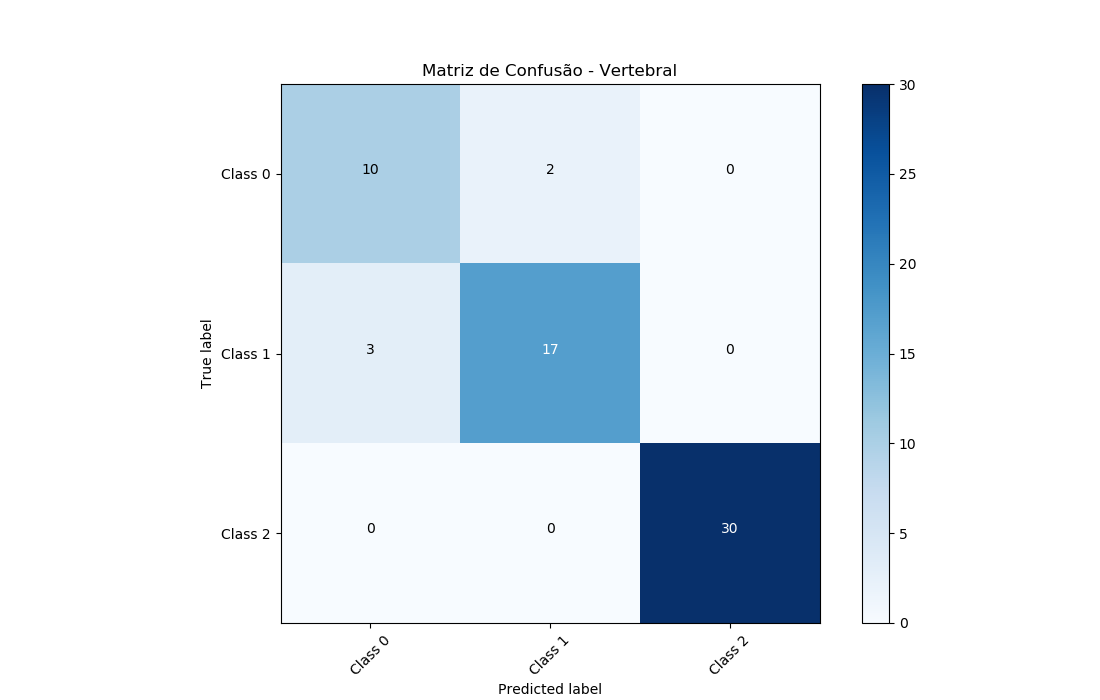 Matriz de Confusão - Vertebral
True label
Class 0
10
2
0
Class 1
3
17
0
Class 2
0
0
30
Class 0
Class 1
Class 2
Predicted label
30
25
20
15
10
5
0